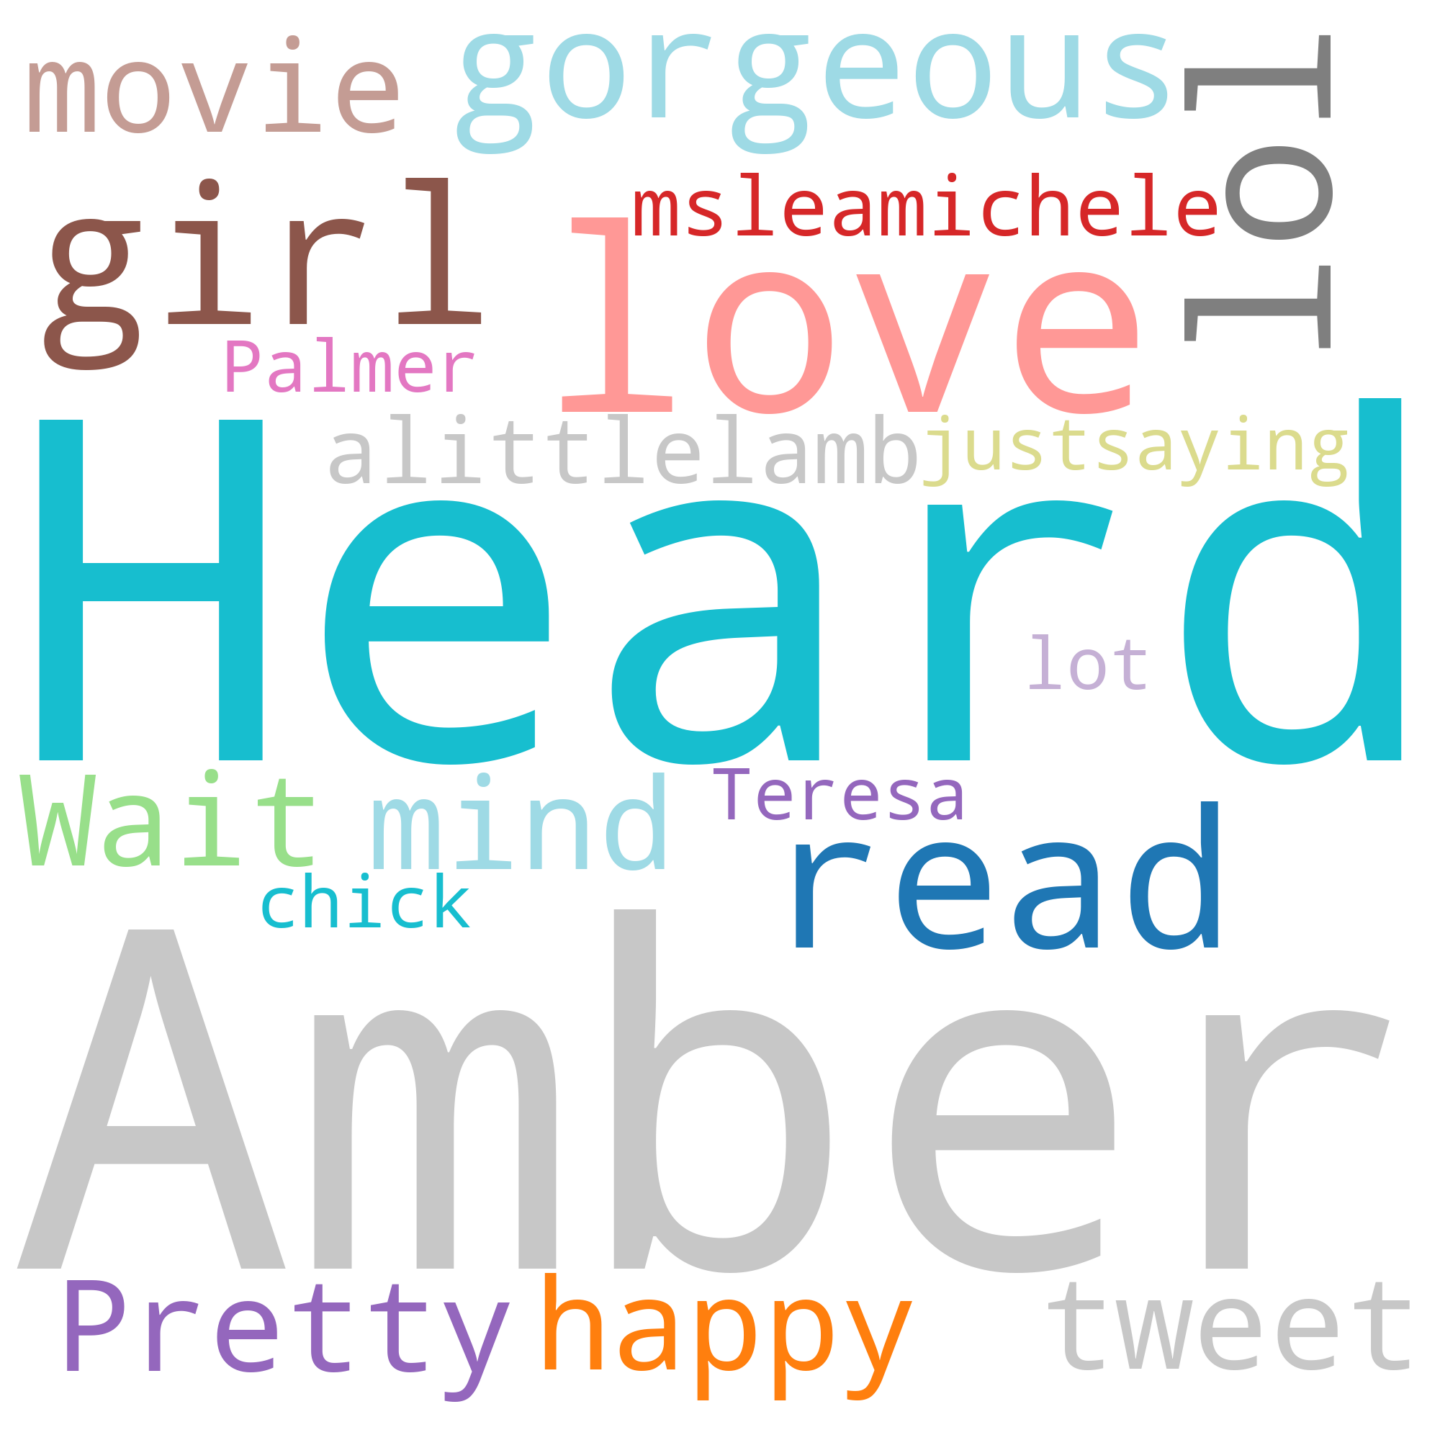 movie
gorgeous
lol
girl
msleamichele
love
Palmer
alittlelamb
justsaying
Heard
lot
Wait
mind
Teresa
read
chick
Amber
Pretty
happy
tweet